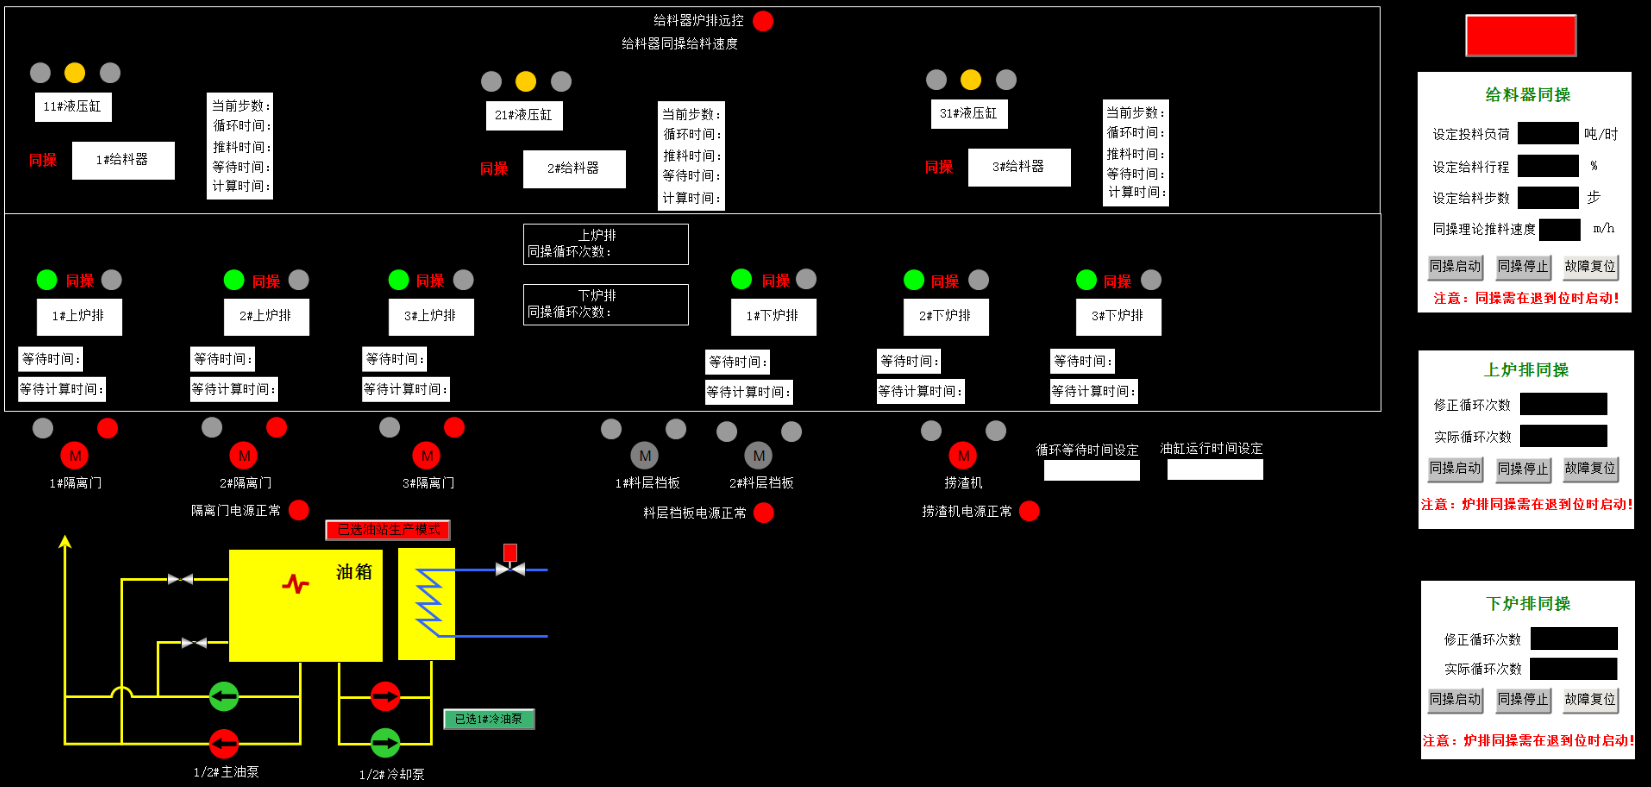 给料器炉排远控
给料器同操给料速度
11#液压缸
同操
1#给料器
当前步数：
循环时间：
推料时间：
等待时间：
计算时间：
21#液压缸
同操
2#给料器
当前步数：
循环时间：
推料时间：
等待时间：
计算时间：
31#液压缸
同操
3#给料器
当前步数：
循环时间：
推料时间：
等待时间：
计算时间：
上炉排
同操循环次数：
下炉排
同操循环次数：
同操
1#上炉排
等待时间：
等待计算时间：
同操
2#上炉排
等待时间：
等待计算时间：
同操
3#上炉排
等待时间：
等待计算时间：
同操
1#下炉排
等待时间：
等待计算时间：
同操
2#下炉排
等待时间：
等待计算时间：
同操
3#下炉排
等待时间：
等待计算时间：
M
1#隔离门
M
2#隔离门
M
3#隔离门
隔离门电源正常
M
1#料层档板
M
2#料层档板
料层档板电源正常
M
捞渣机
捞渣机电源正常
循环等待时间设定
油缸运行时间设定
已选油站生产模式
油箱
已选1#冷油泵
1/2#主油泵
1/2#冷却泵
给料器同操
设定投料负荷 吨/时
设定给料行程 %
设定给料步数 步
同操理论推料速度 m/h
同操启动 同操停止 故障复位
注意：同操需在退到位时启动!
上炉排同操
修正循环次数
实际循环次数
同操启动 同操停止 故障复位
注意：炉排同操需在退到位时启动!
下炉排同操
修正循环次数
实际循环次数
同操启动 同操停止 故障复位
注意：炉排同操需在退到位时启动!